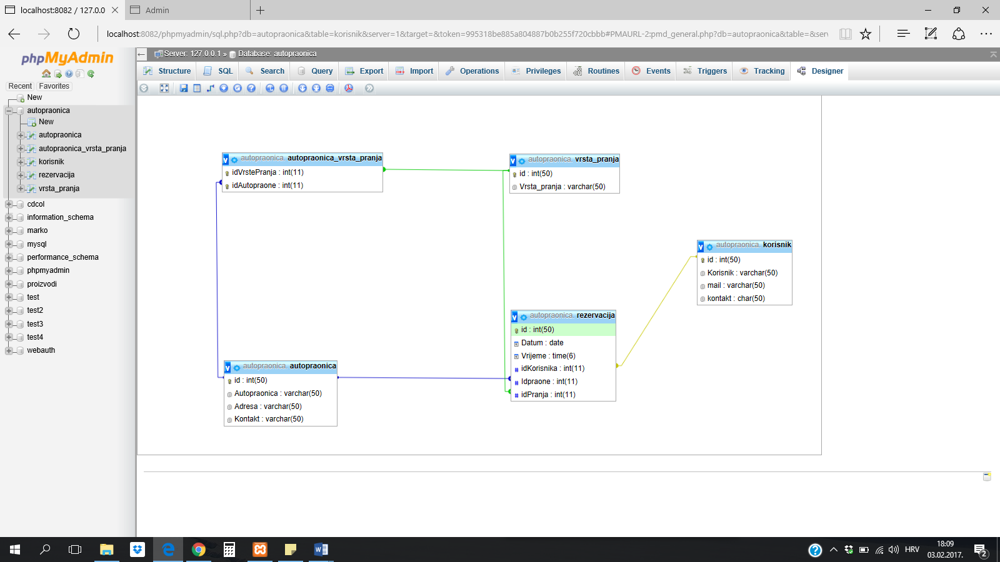 localhost:8082 / 127.0.0
Admin
localhost:8082/phpmyadmin/sql.php?db=autopraonica&table=korisnik&server=1&target=&token=995318be885a804887b0b255f720cbbb#PMAURL-2:pmd_general.php?db=autopraonica&table=&serv
phpMyAdmin
Recent Favorites
New
autopraonica
New
autopraonica
autopraonica_vrsta_pranja
korisnik
rezervacija
vrsta_pranja
cdcol
information_schema
marko
mysql
performance_schema
phpmyadmin
proizvodi
test
test2
test3
test4
webauth
Server: 127.0.0.1 » Database: autopraonica
Structure SQL Search Query Export Import Operations Privileges Routines Events Triggers Tracking Designer
autopraonica. autopraonica_vrsta_pranja
idVrstePranja : int(11)
idAutopraone : int(11)
autopraonica. vrsta_pranja
id : int(50)
Vrsta_pranja : varchar(50)
autopraonica. korisnik
id : int(50)
Korisnik : varchar(50)
mail : varchar(50)
kontakt : char(50)
autopraonica. rezervacija
id : int(50)
Datum : date
Vrijeme : time(6)
idKorisnika : int(11)
Idpraone : int(11)
idPranja : int(11)
autopraonica. autopraonica
id : int(50)
Autopraonica : varchar(50)
Adresa : varchar(50)
Kontakt : varchar(50)
HRV
18:09
03.02.2017.
2